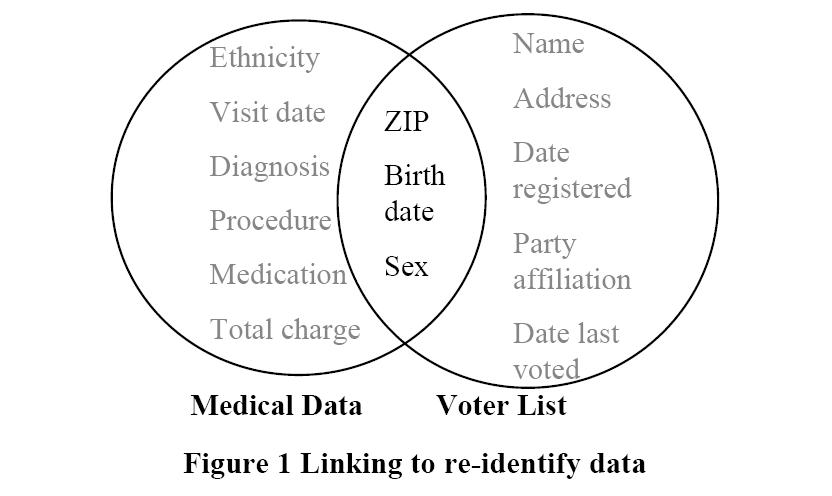 Ethnicity
Visit date
Diagnosis
Procedure
Medication
Total charge
ZIP
Birth
date
Sex
Name
Address
Date
registered
Party
affiliation
Date last
voted
Medical Data
Voter List
Figure 1 Linking to re-identify data